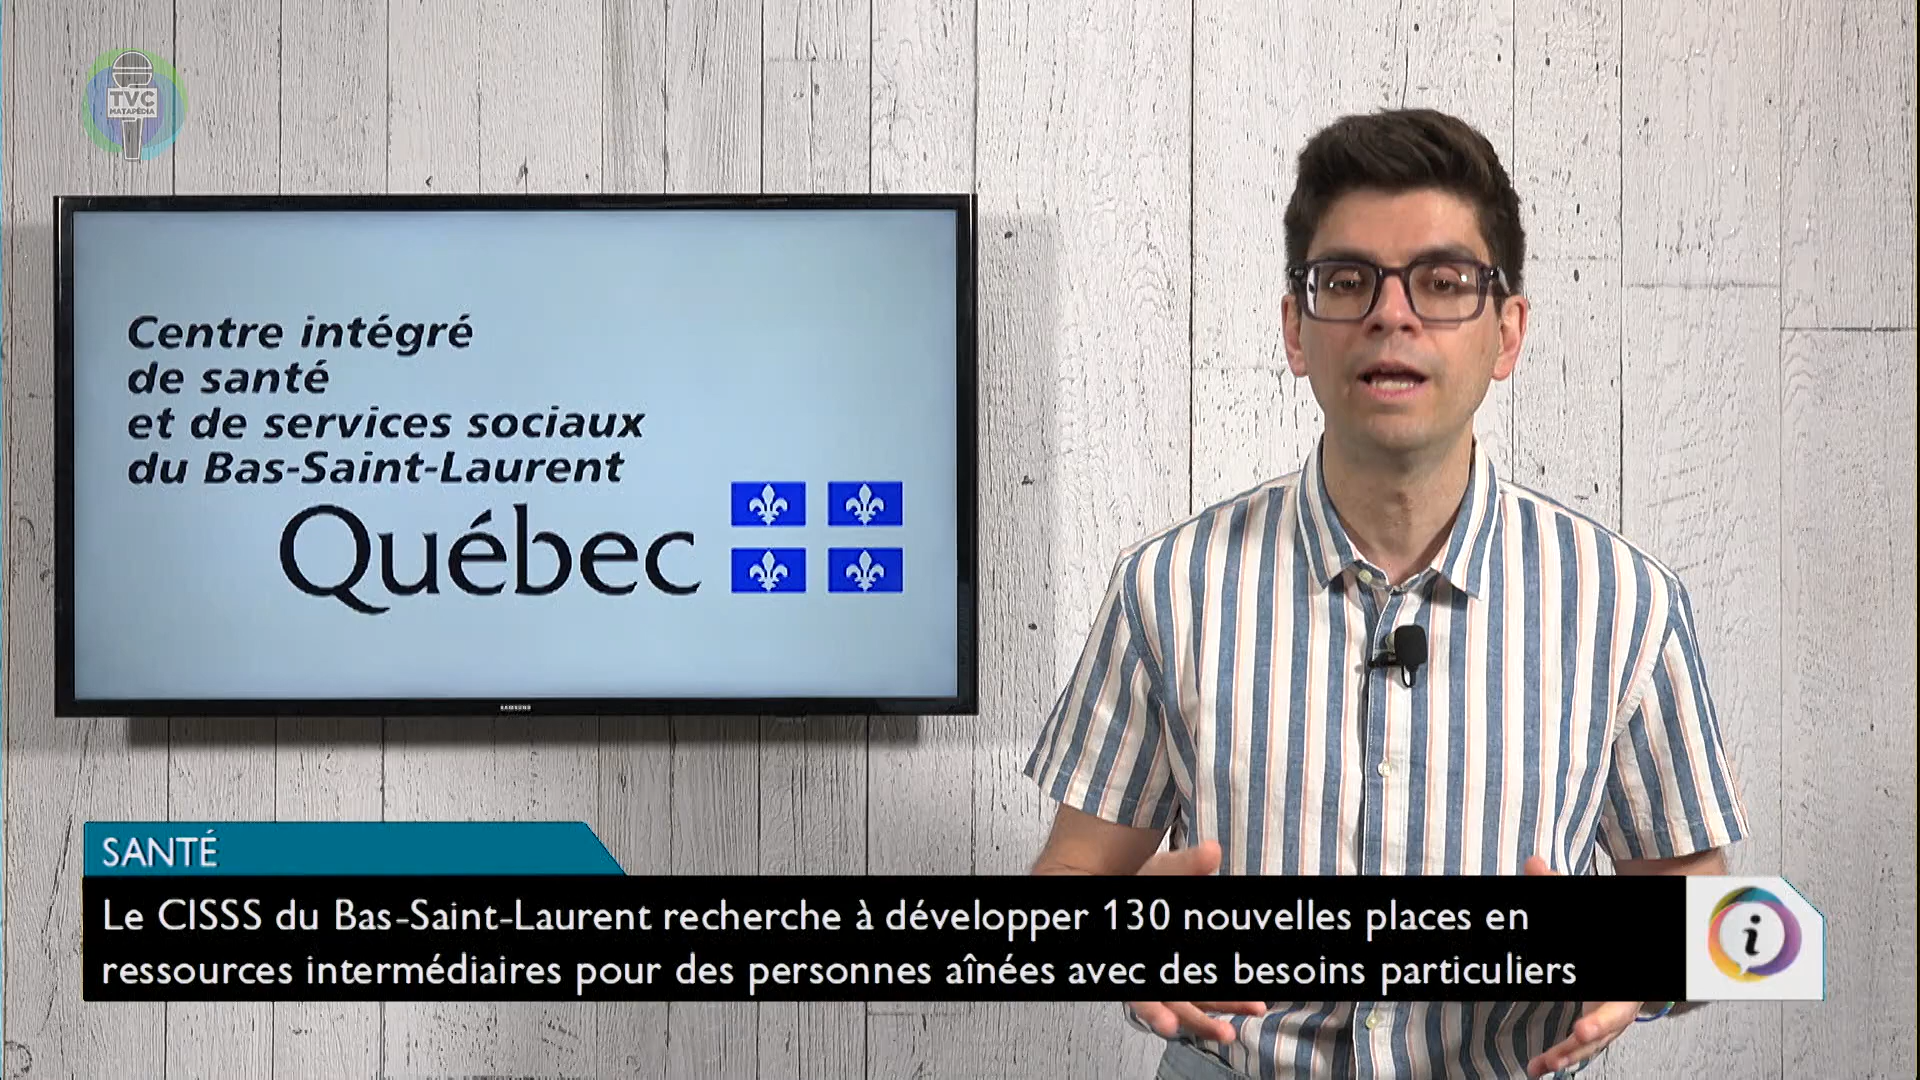 TVC
MATAPÉDIA
Centre intégré
de santé
et de services sociaux
du Bas-Saint-Laurent
Québec
SAMSUNG
SANTÉ
Le CISSS du Bas-Saint-Laurent recherche à développer 130 nouvelles places en
ressources intermédiaires pour des personnes aînées avec des besoins particuliers
i